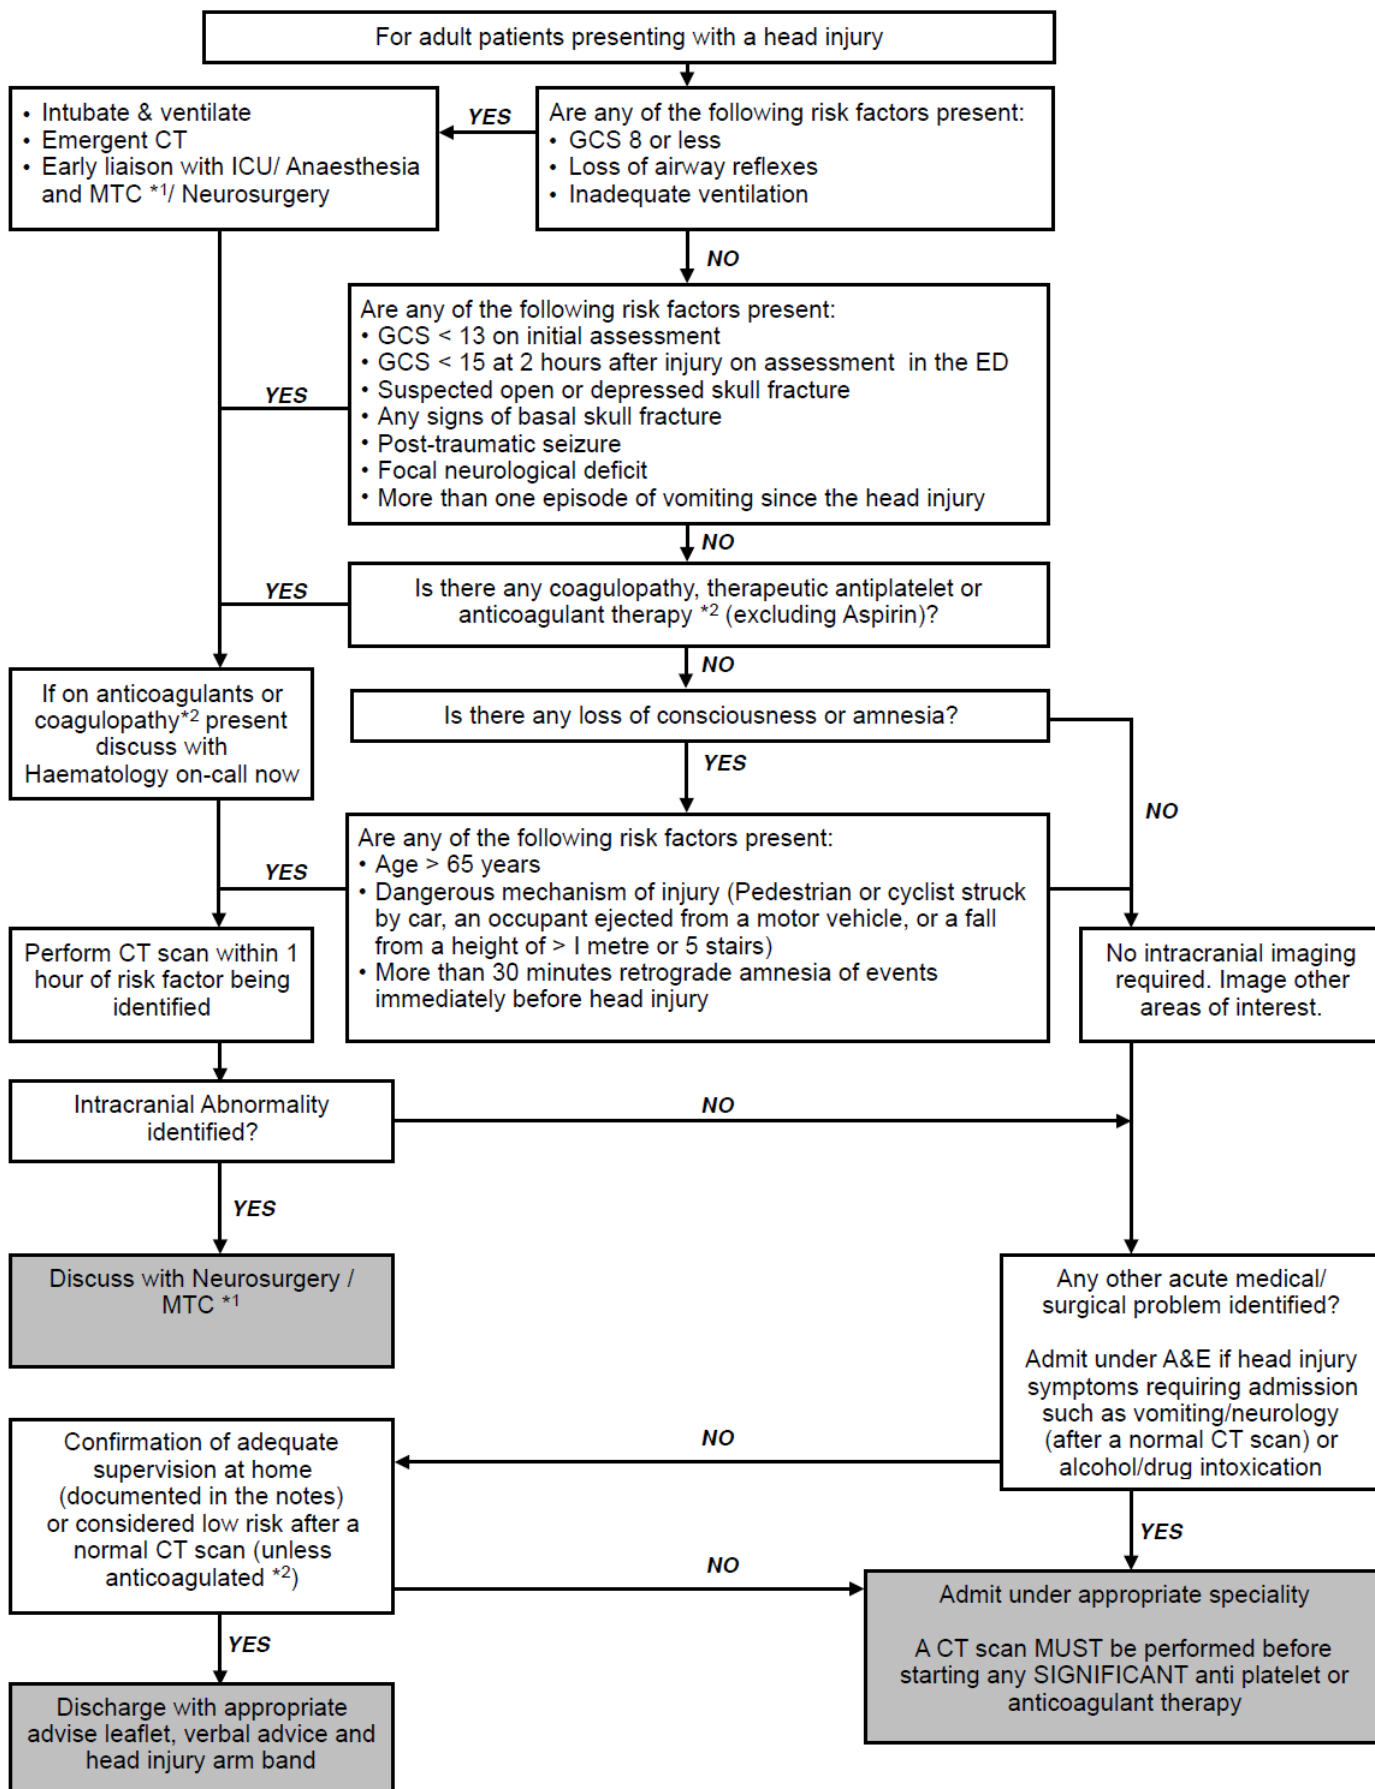 For adult patients presenting with a head injury
• Intubate & ventilate
• Emergent CT
• Early liaison with ICU/ Anaesthesia
and MTC *1/ Neurosurgery
YES
Are any of the following risk factors present:
• GCS 8 or less
• Loss of airway reflexes
• Inadequate ventilation
NO
Are any of the following risk factors present:
• GCS < 13 on initial assessment
• GCS < 15 at 2 hours after injury on assessment in the ED
• Suspected open or depressed skull fracture
• Any signs of basal skull fracture
• Post-traumatic seizure
• Focal neurological deficit
• More than one episode of vomiting since the head injury
YES
NO
Is there any coagulopathy, therapeutic antiplatelet or
anticoagulant therapy *2 (excluding Aspirin)?
YES
NO
If on anticoagulants or
coagulopathy*2 present
discuss with
Haematology on-call now
Is there any loss of consciousness or amnesia?
YES
NO
Are any of the following risk factors present:
• Age > 65 years
• Dangerous mechanism of injury (Pedestrian or cyclist struck
by car, an occupant ejected from a motor vehicle, or a fall
from a height of > I metre or 5 stairs)
• More than 30 minutes retrograde amnesia of events
immediately before head injury
YES
Perform CT scan within 1
hour of risk factor being
identified
No intracranial imaging
required. Image other
areas of interest.
Intracranial Abnormality
identified?
NO
YES
Discuss with Neurosurgery /
MTC *1
Any other acute medical/
surgical problem identified?
Admit under A&E if head injury
symptoms requiring admission
such as vomiting/neurology
(after a normal CT scan) or
alcohol/drug intoxication
NO
YES
Confirmation of adequate
supervision at home
(documented in the notes)
or considered low risk after a
normal CT scan (unless
anticoagulated *2)
NO
YES
Admit under appropriate speciality
A CT scan MUST be performed before
starting any SIGNIFICANT anti platelet or
anticoagulant therapy
Discharge with appropriate
advise leaflet, verbal advice and
head injury arm band